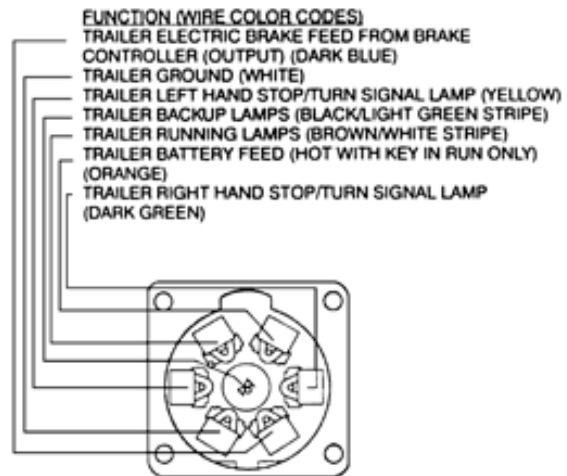 FUNCTION (WIRE COLOR CODES)
TRAILER ELECTRIC BRAKE FEED FROM BRAKE
CONTROLLER (OUTPUT) (DARK BLUE)
TRAILER GROUND (WHITE)
TRAILER LEFT HAND STOP/TURN SIGNAL LAMP (YELLOW)
TRAILER BACKUP LAMPS (BLACK/LIGHT GREEN STRIPE)
TRAILER RUNNING LAMPS (BROWN/WHITE STRIPE)
TRAILER BATTERY FEED (HOT WITH KEY IN RUN ONLY)
(ORANGE)
TRAILER RIGHT HAND STOP/TURN SIGNAL LAMP
(DARK GREEN)